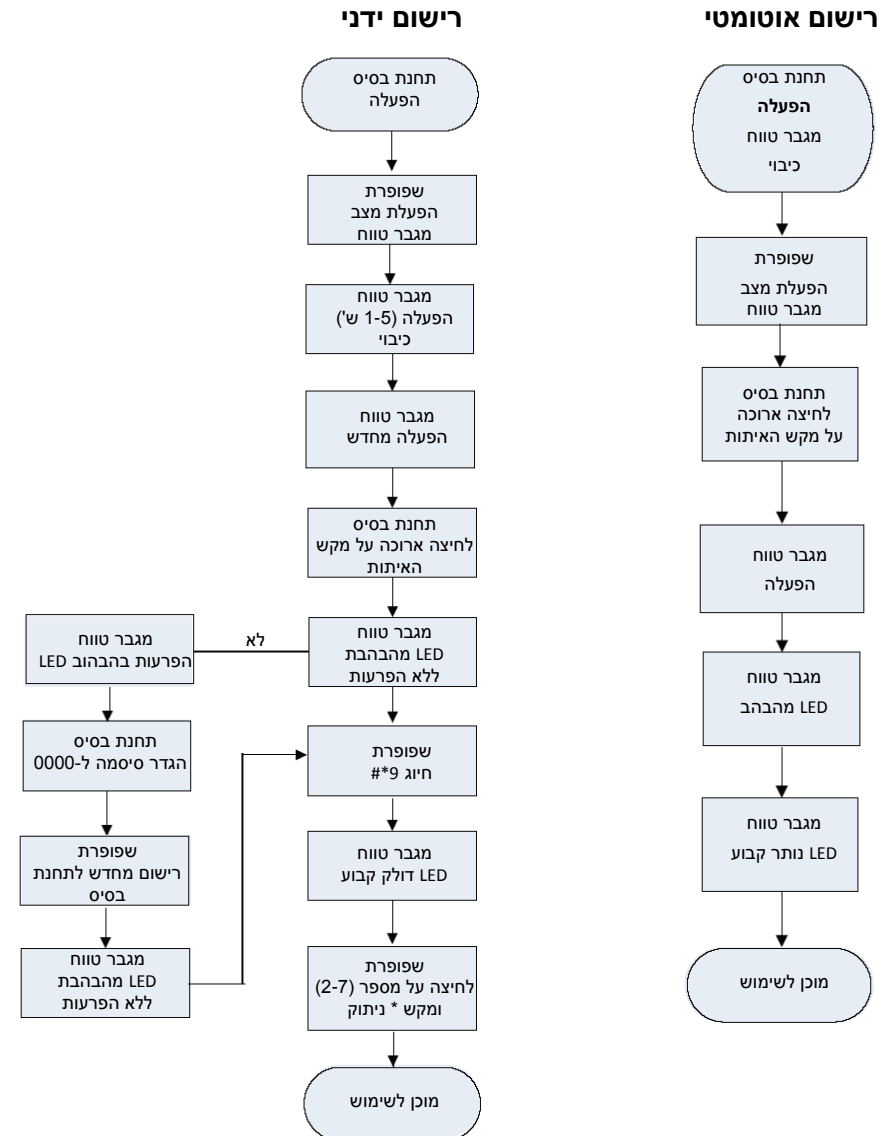 רישום ידני
תחנת בסיס
הפעלה
שפופרת
הפעלת מצב
מגבר טווח
מגבר טווח
הפעלה (1-5 ש')
כיבוי
מגבר טווח
הפעלה מחדש
תחנת בסיס
לחיצה ארוכה על מקש
האיתות
מגבר טווח
LED מהבהבת
ללא הפרעות
לא
מגבר טווח
הפרעות בהבהוב LED
תחנת בסיס
הגדר סיסמה ל-0000
שפופרת
רישום מחדש לתחנת
בסיס
מגבר טווח
LED מהבהבת
ללא הפרעות
שפופרת
חיוג 9*#
מגבר טווח
LED דולק קבוע
שפופרת
לחיצה על מספר (2-7)
ומקש * ניתוק
מוכן לשימוש
רישום אוטומטי
תחנת בסיס
הפעלה
מגבר טווח
כיבוי
שפופרת
הפעלת מצב
מגבר טווח
תחנת בסיס
לחיצה ארוכה
על מקש האיתות
מגבר טווח
הפעלה
מגבר טווח
LED מהבהב
מגבר טווח
LED נותר קבוע
מוכן לשימוש